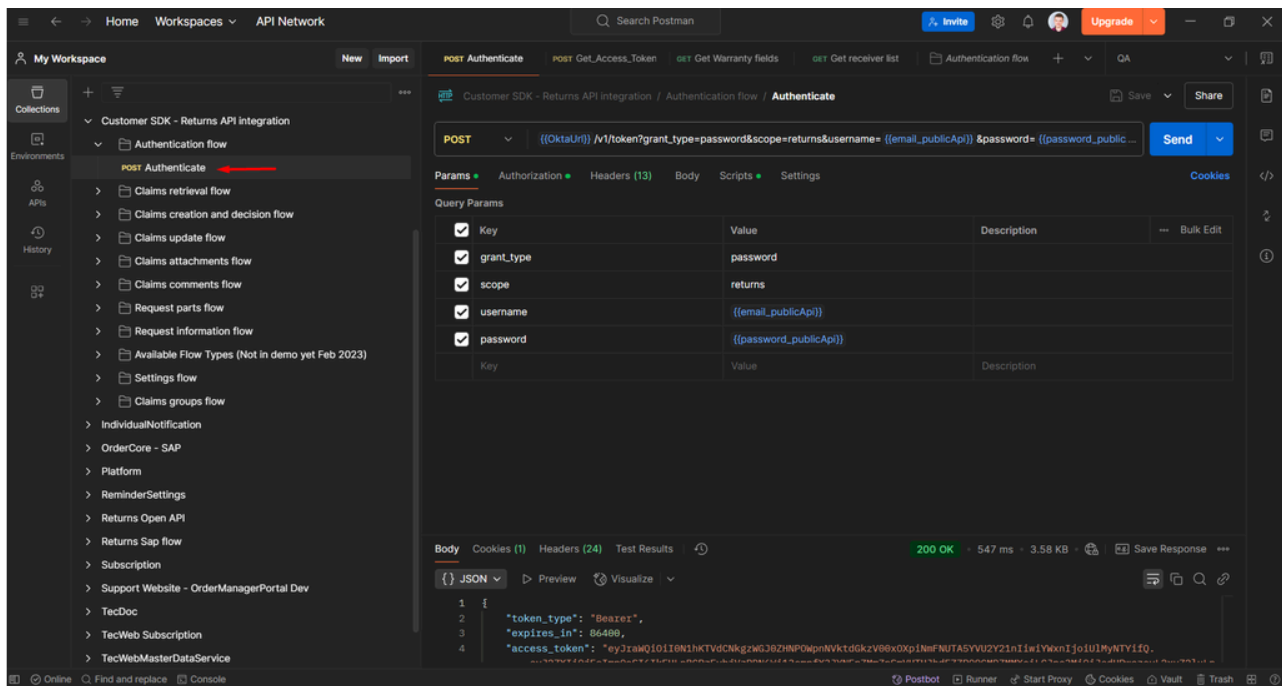 Home Workspaces API Network Search Postman Invite Upgrade
My Workspace New Import
POST Authenticate POST Get_Access_Token GET Get Warranty fields GET Get receiver list Authentication flow QA
Collections
Environments
APIs
History
Customer SDK - Returns API integration
Authentication flow
POST Authenticate
Claims retrieval flow
Claims creation and decision flow
Claims update flow
Claims attachments flow
Claims comments flow
Request parts flow
Request information flow
Available Flow Types (Not in demo yet Feb 2023)
Settings flow
Claims groups flow
IndividualNotification
OrderCore - SAP
Platform
ReminderSettings
Returns Open API
Returns Sap flow
Subscription
Support Website - OrderManagerPortal Dev
TecDoc
TecWeb Subscription
TecWebMasterDataService
HTTP Customer SDK - Returns API integration / Authentication flow / Authenticate Save Share
POST {{OktaUrl}} /v1/token?grant_type=password&scope=returns&username= {{email_publicApi}} &password= {{password_public ... Send
Params Authorization Headers (13) Body Scripts Settings Cookies
Query Params
Key Value Description Bulk Edit
grant_type password
scope returns
username {{email_publicApi}}
password {{password_publicApi}}
Key Value Description
Body Cookies (1) Headers (24) Test Results 200 OK 547 ms 3.58 KB Save Response
{} JSON Preview Visualize
1 {
2 "token_type": "Bearer",
3 "expires_in": 86400,
4 "access_token":
Online Find and replace Console Postbot Runner Start Proxy Cookies Vault Trash